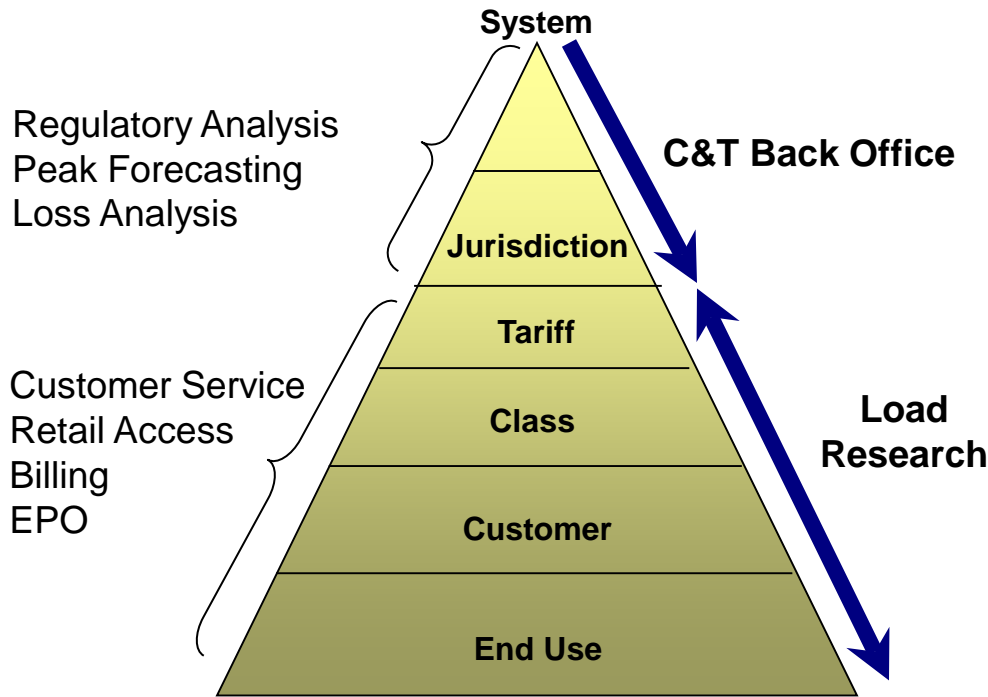 System
Regulatory Analysis
Peak Forecasting
Loss Analysis
C&T Back Office
Jurisdiction
Tariff
Customer Service
Retail Access
Billing
EPO
Class
Load
Research
Customer
End Use